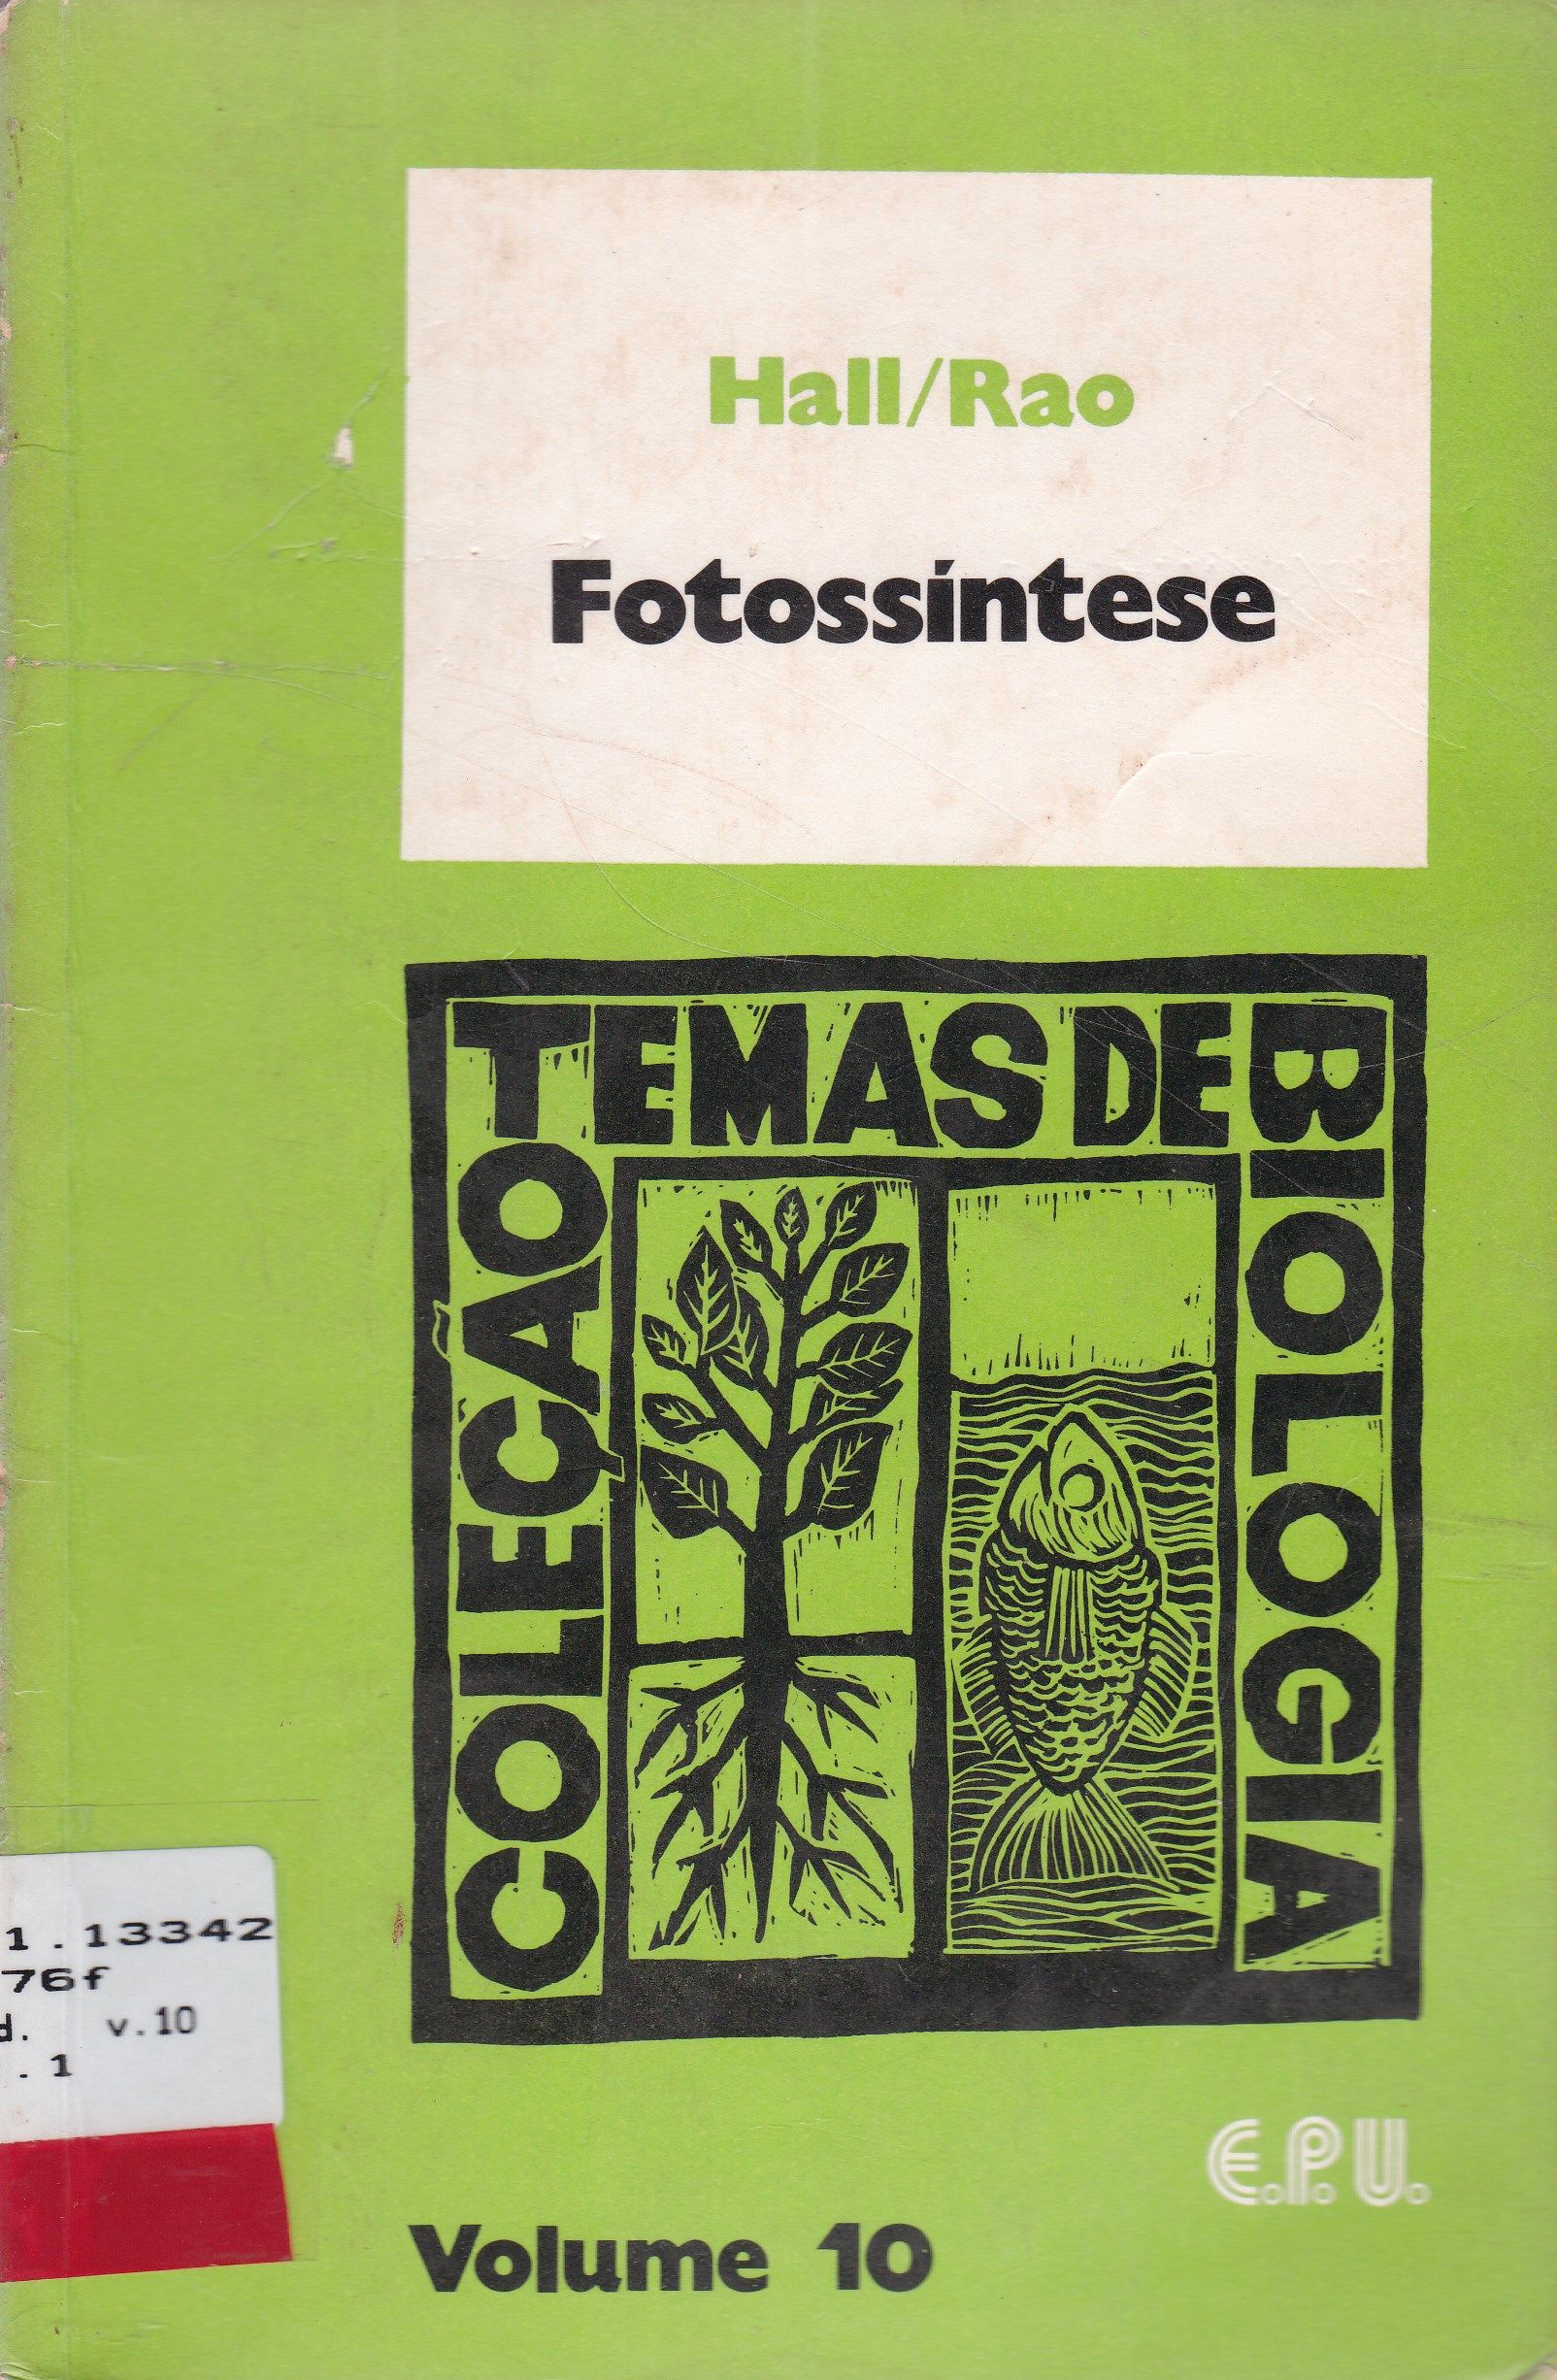 Hall/Rao
Fotossíntese
COLEÇÃO
TEMAS DE
BIOLOGIA
1.13342
76f
d. v.10
.1
E.P.U.
Volume 10